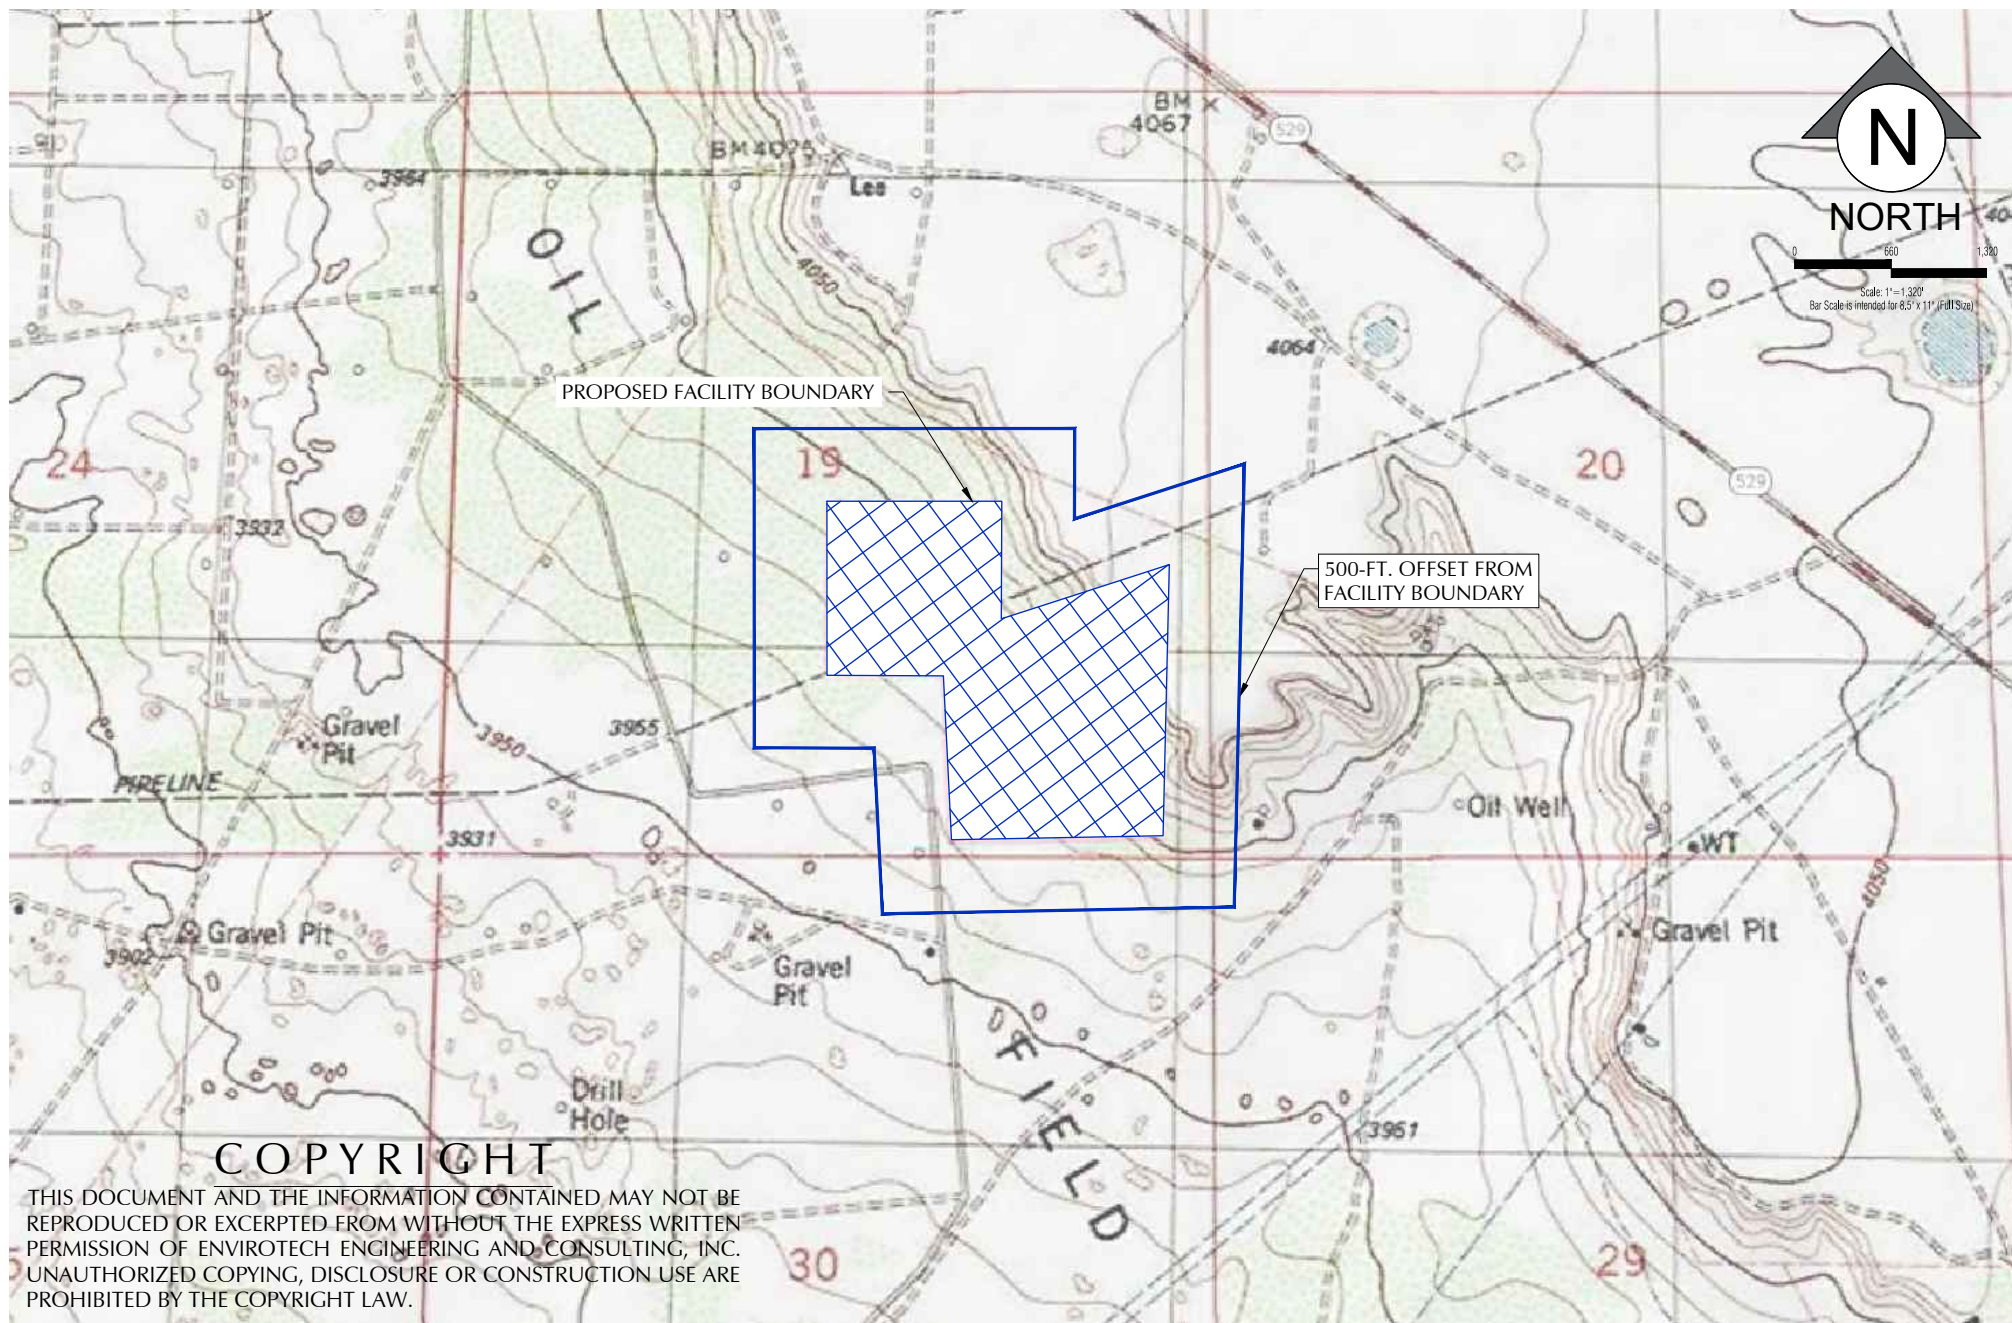 BM
4067
529
N
NORTH
0 660 1,320
Scale: 1"=1,320'
Bar Scale is intended for 8.5" x 11" (Full Size)
3964
Lee
OIL
4050
4064
PROPOSED FACILITY BOUNDARY
24
19
20
529
3932
500-FT. OFFSET FROM
FACILITY BOUNDARY
Gravel
Pit
3950
3955
PIPELINE
Oil Well
3931
WT
4050
Gravel Pit
3902
Gravel
Pit
Gravel Pit
FIELD
Drill
Hole
3951
COPYRIGHT
THIS DOCUMENT AND THE INFORMATION CONTAINED MAY NOT BE
REPRODUCED OR EXCERPTED FROM WITHOUT THE EXPRESS WRITTEN
PERMISSION OF ENVIROTECH ENGINEERING AND CONSULTING, INC.
UNAUTHORIZED COPYING, DISCLOSURE OR CONSTRUCTION USE ARE
PROHIBITED BY THE COPYRIGHT LAW.
30
29